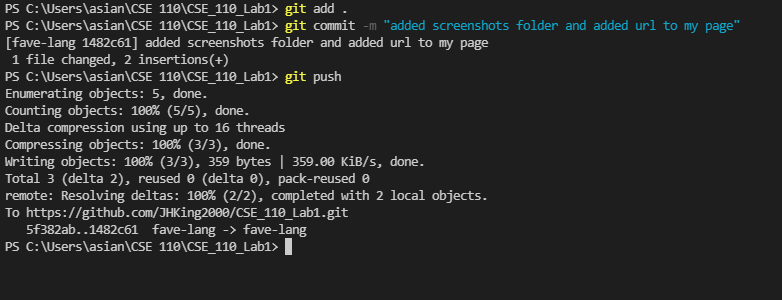 PS C:\Users\asian\CSE 110\CSE_110_Lab1> git add .
PS C:\Users\asian\CSE 110\CSE_110_Lab1> git commit -m "added screenshots folder and added url to my page"
[fave-lang 1482c61] added screenshots folder and added url to my page
 1 file changed, 2 insertions(+)
PS C:\Users\asian\CSE 110\CSE_110_Lab1> git push
Enumerating objects: 5, done.
Counting objects: 100% (5/5), done.
Delta compression using up to 16 threads
Compressing objects: 100% (3/3), done.
Writing objects: 100% (3/3), 359 bytes | 359.00 KiB/s, done.
Total 3 (delta 2), reused 0 (delta 0), pack-reused 0
remote: Resolving deltas: 100% (2/2), completed with 2 local objects.
To https://github.com/JHKing2000/CSE_110_Lab1.git
   5f382ab..1482c61  fave-lang -> fave-lang
PS C:\Users\asian\CSE 110\CSE_110_Lab1>